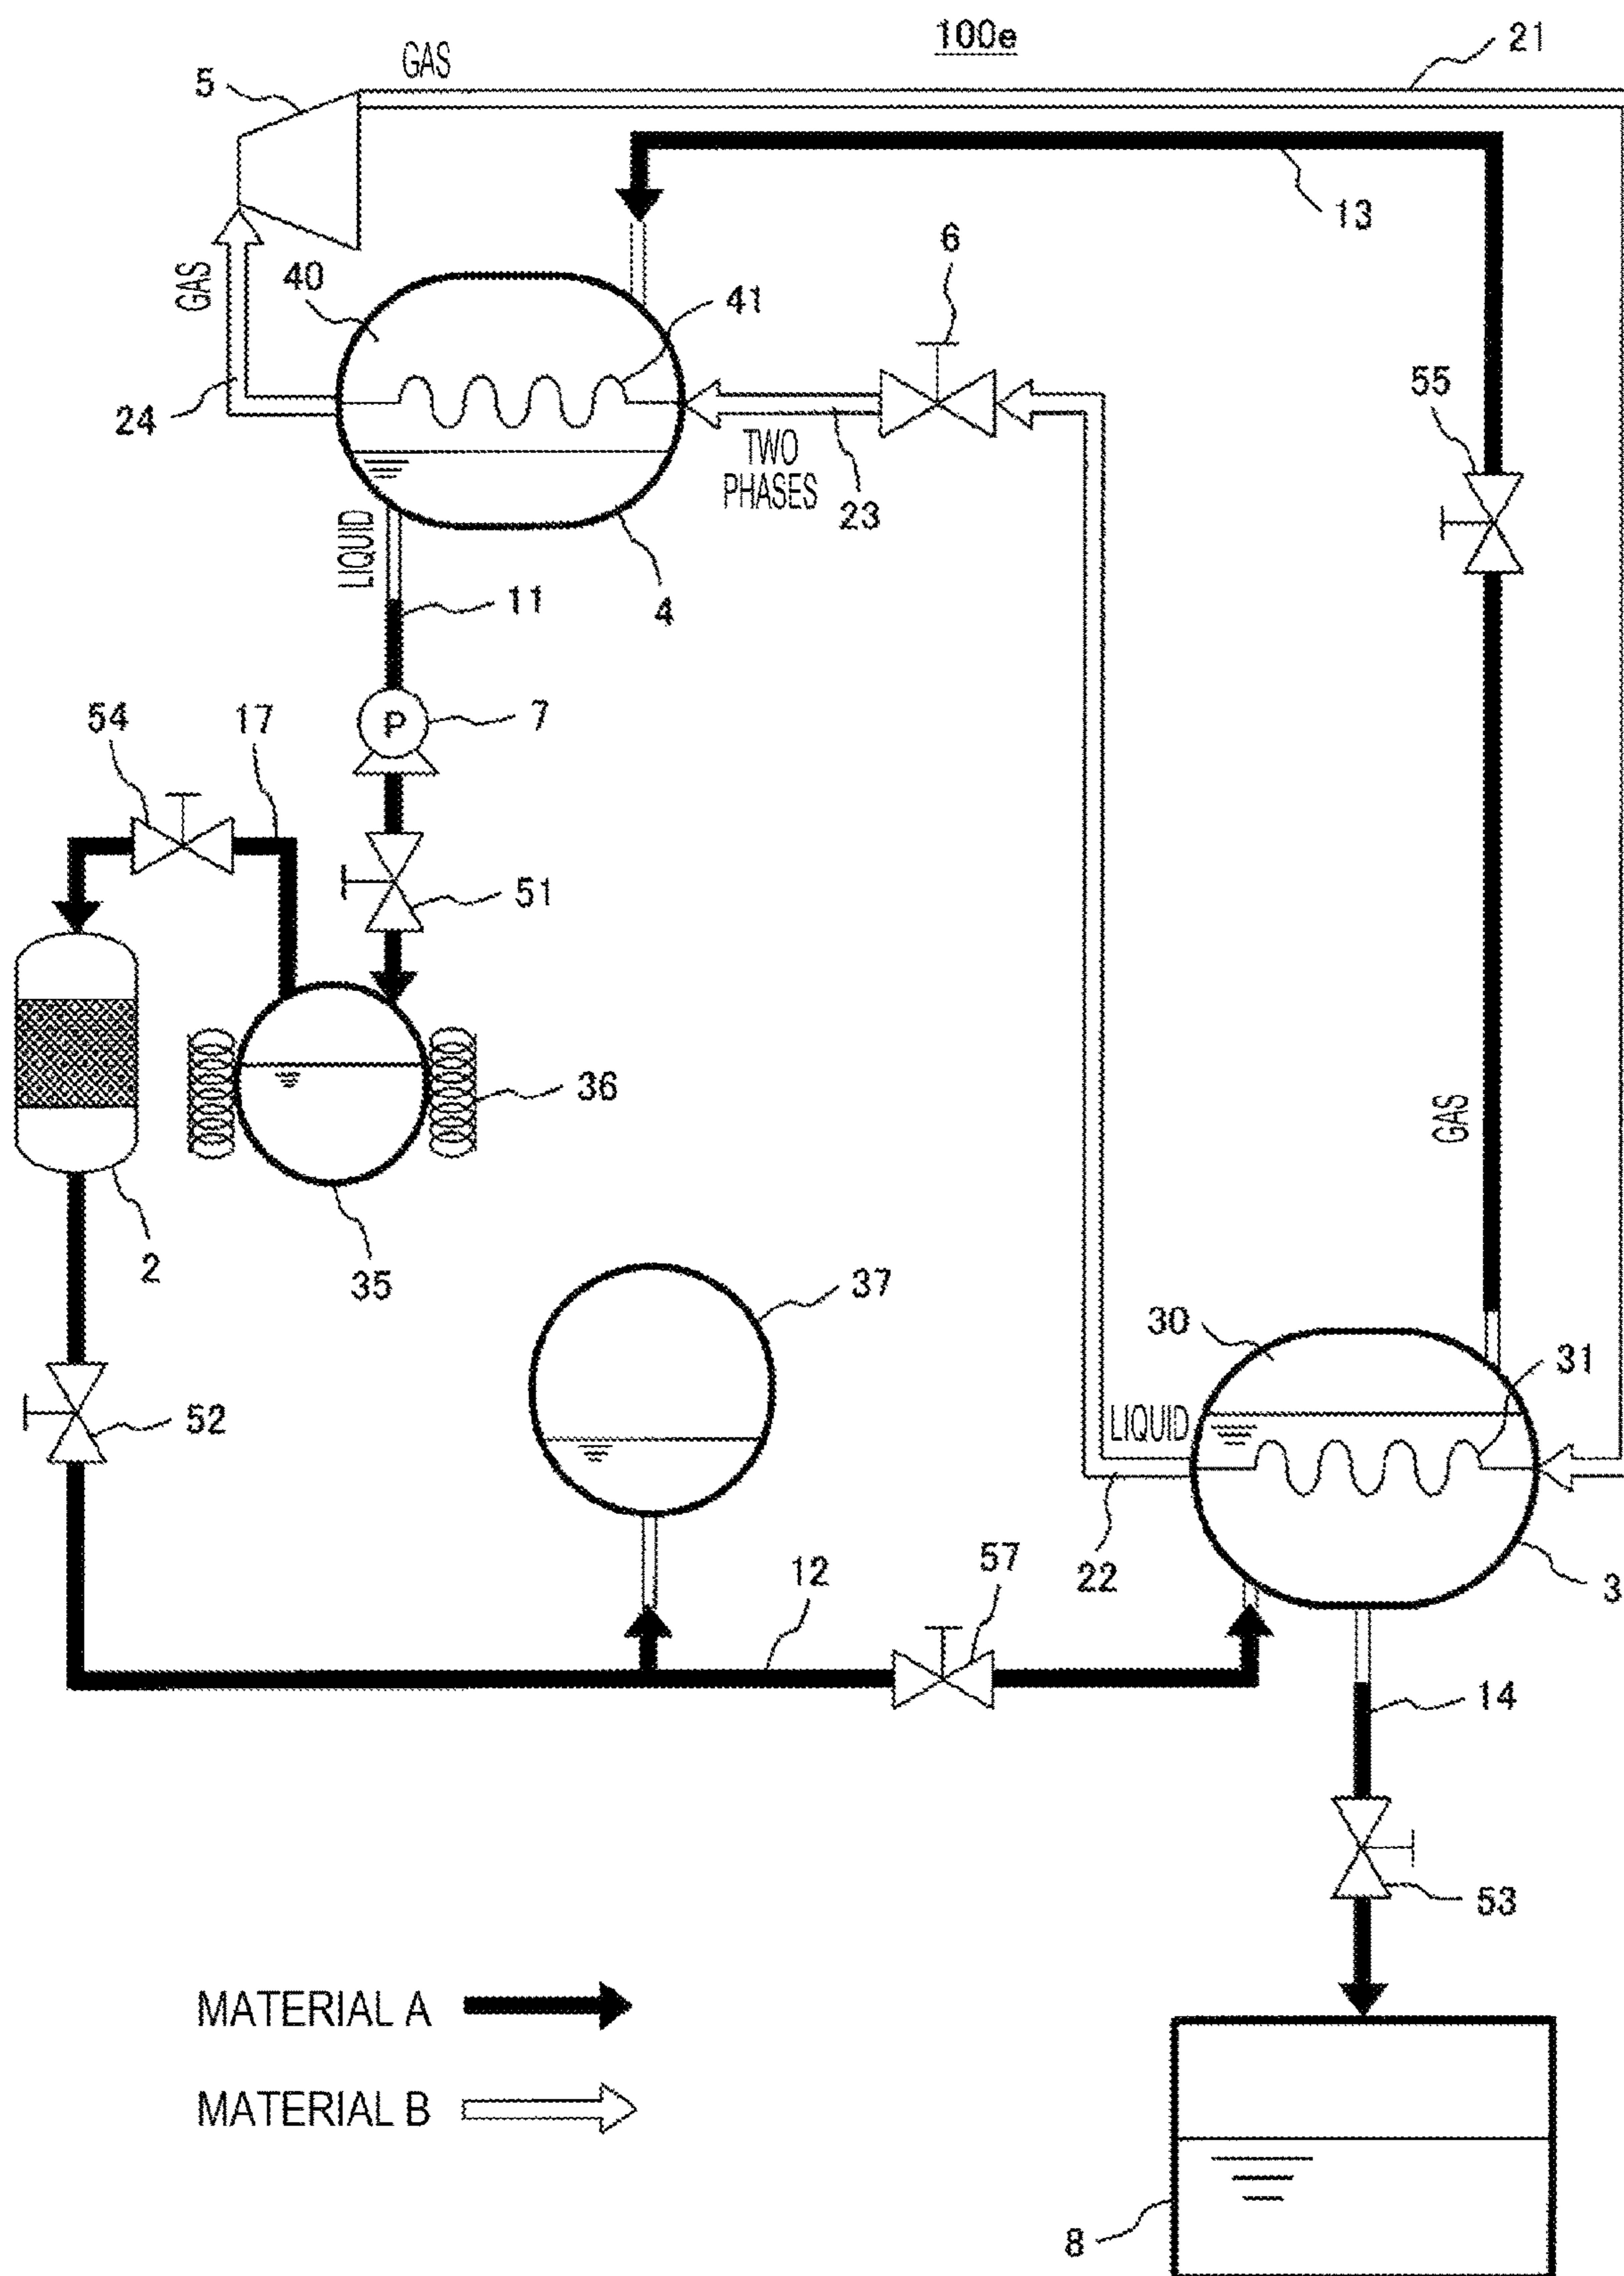 100e
21
GAS
5
13
6
40
GAS
41
55
24
TWO
PHASES
23
LIQUID
11
4
54
17
7
P
51
36
GAS
2
35
37
30
31
LIQUID
52
12
57
22
3
14
53
MATERIAL A
MATERIAL B
8